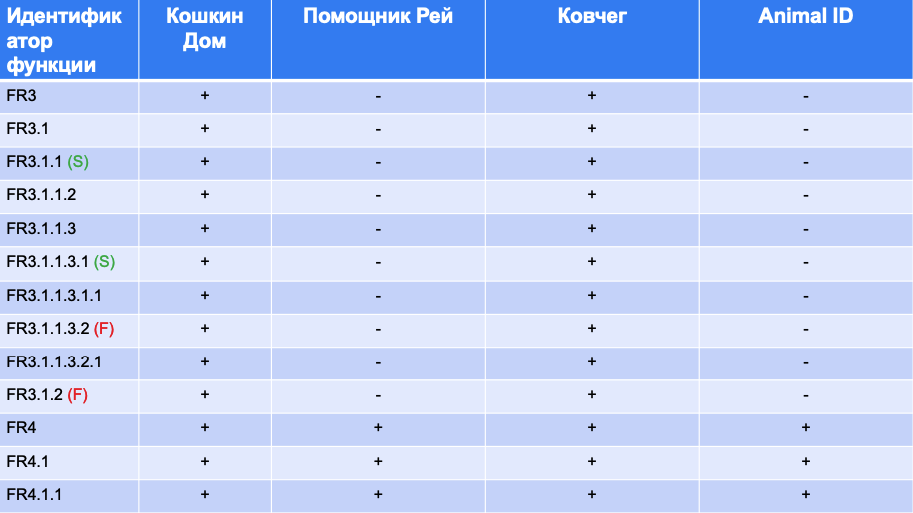 Идентифик Кошкин Помощник Рей Ковчег Animal ID
атор Дом
функции
FR3 + - + -
FR3.1 + - + -
FR3.1.1 (S) + - + -
FR3.1.1.2 + - + -
FR3.1.1.3 + - + -
FR3.1.1.3.1 (S) + - + -
FR3.1.1.3.1.1 + - + -
FR3.1.1.3.2 (F) + - + -
FR3.1.1.3.2.1 + - + -
FR3.1.2 (F) + - + -
FR4 + + + +
FR4.1 + + + +
FR4.1.1 + + + +